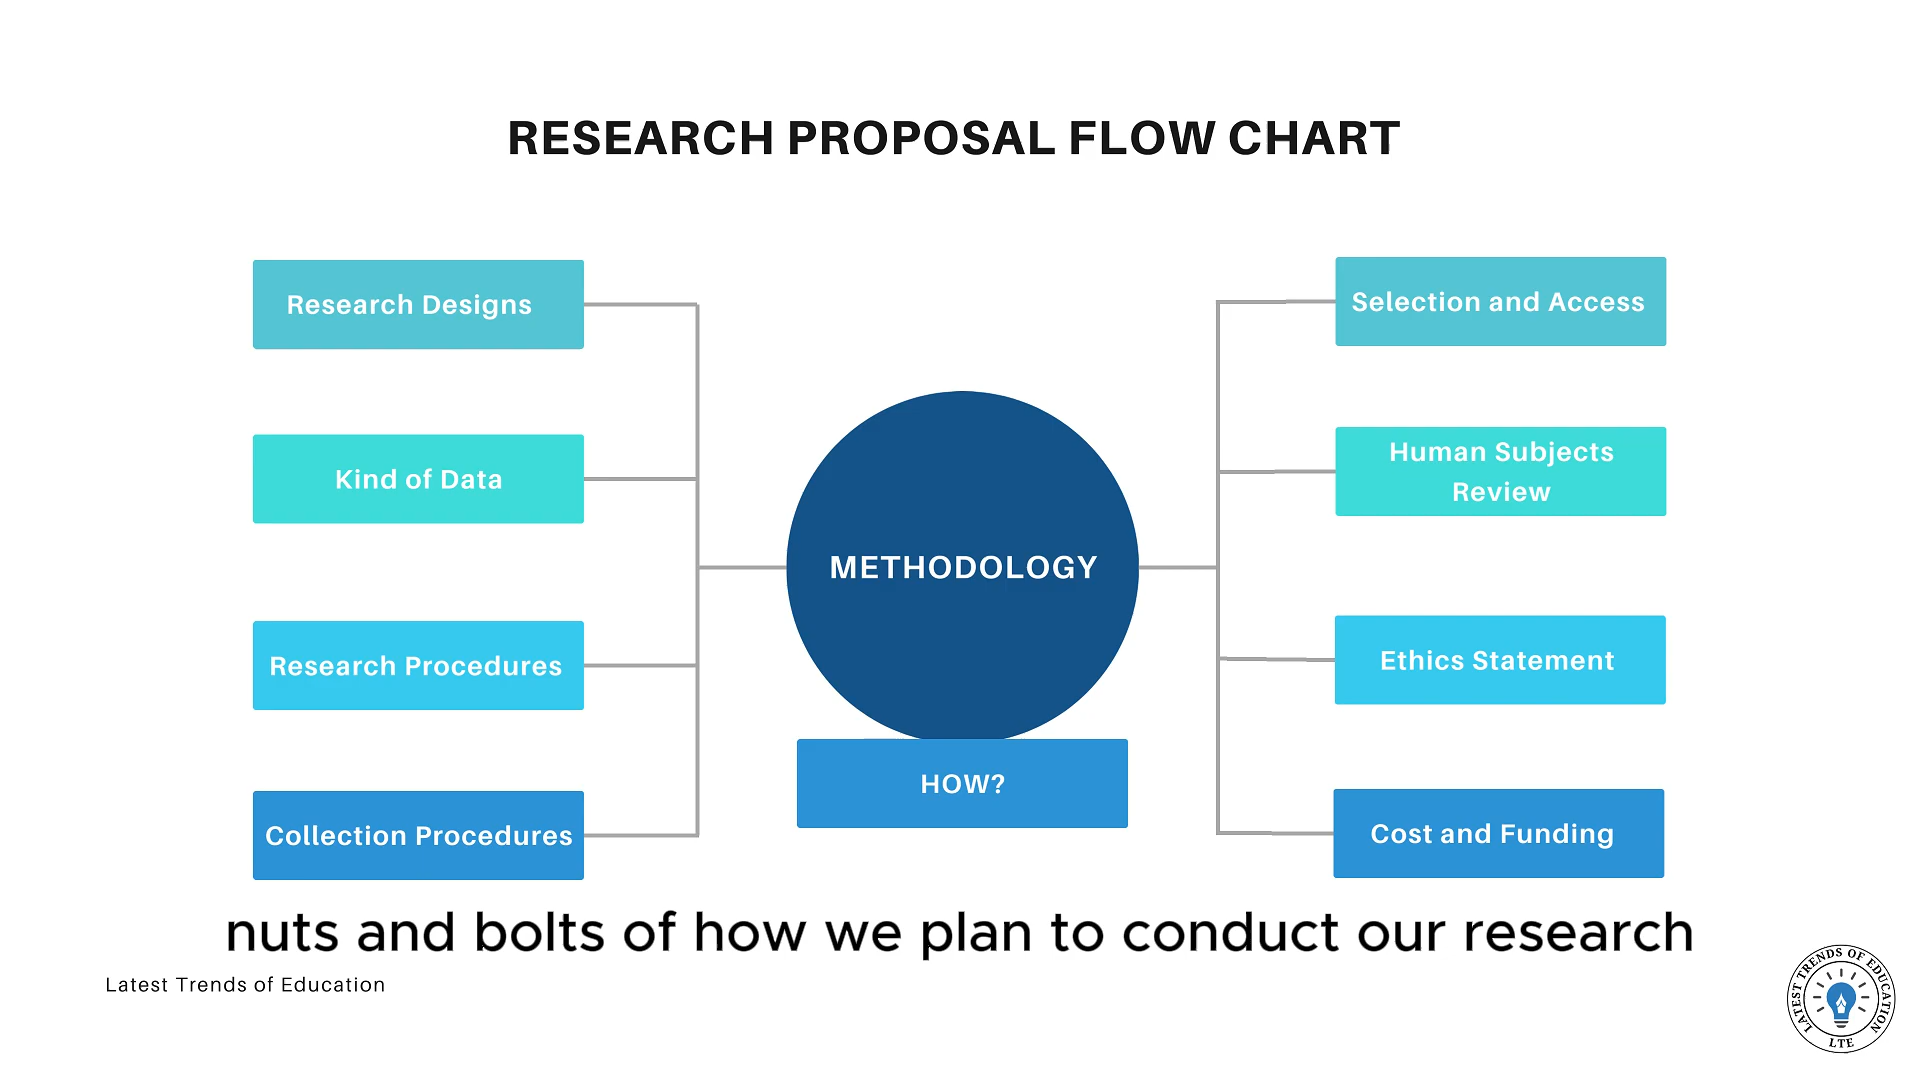 RESEARCH PROPOSAL FLOW CHART
Research Designs
Kind of Data
Research Procedures
Collection Procedures
METHODOLOGY
HOW?
Selection and Access
Human Subjects
Review
Ethics Statement
Cost and Funding
nuts and bolts of how we plan to conduct our research
Latest Trends of Education
LATEST TRENDS OF EDUCATION
LTE